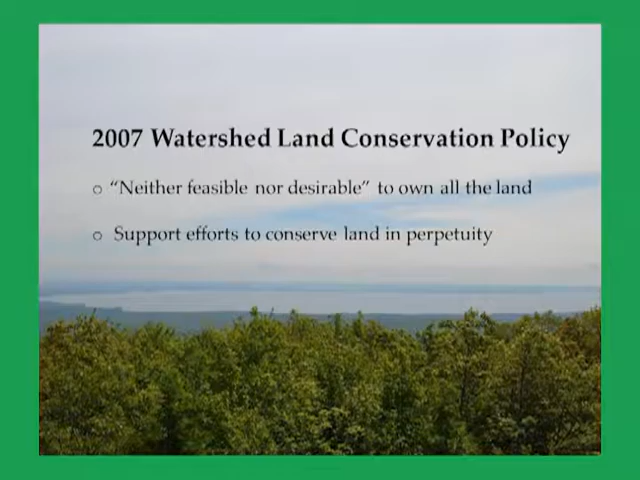 2007 Watershed Land Conservation Policy
o "Neither feasible nor desirable" to own all the land
o Support efforts to conserve land in perpetuity